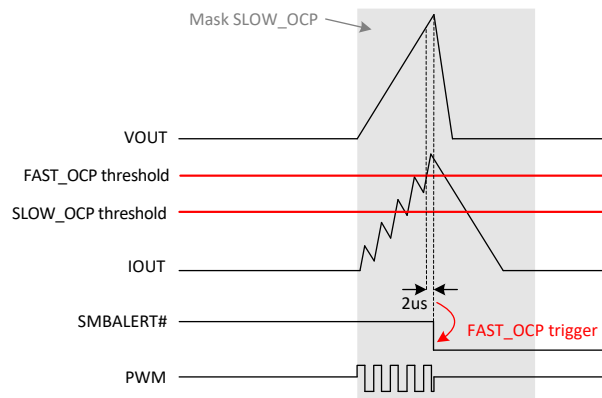 Mask SLOW_OCP
VOUT
FAST_OCP threshold
SLOW_OCP threshold
IOUT
2us
SMBALERT#
FAST_OCP trigger
PWM